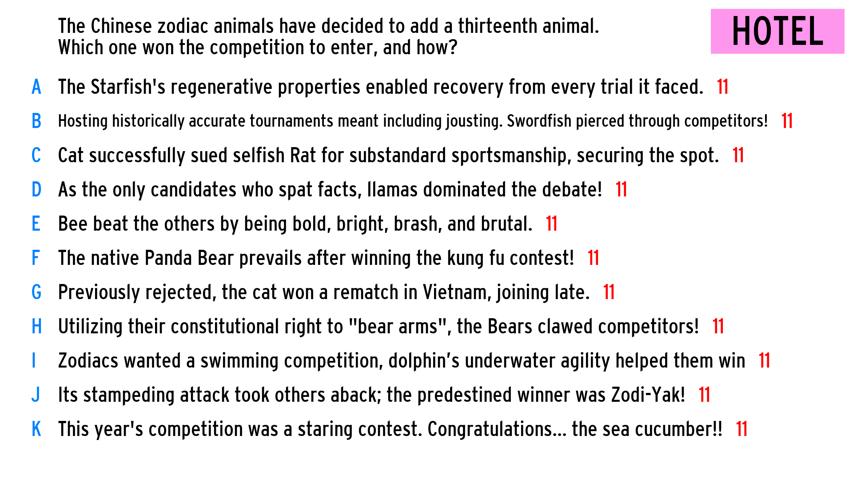 The Chinese zodiac animals have decided to add a thirteenth animal.
Which one won the competition to enter, and how?
HOTEL
A The Starfish's regenerative properties enabled recovery from every trial it faced. 11
B Hosting historically accurate tournaments meant including jousting. Swordfish pierced through competitors! 11
C Cat successfully sued selfish Rat for substandard sportsmanship, securing the spot. 11
D As the only candidates who spat facts, llamas dominated the debate! 11
E Bee beat the others by being bold, bright, brash, and brutal. 11
F The native Panda Bear prevails after winning the kung fu contest! 11
G Previously rejected, the cat won a rematch in Vietnam, joining late. 11
H Utilizing their constitutional right to "bear arms", the Bears clawed competitors! 11
I Zodiacs wanted a swimming competition, dolphin’s underwater agility helped them win 11
J Its stampeding attack took others aback; the predestined winner was Zodi-Yak! 11
K This year's competition was a staring contest. Congratulations... the sea cucumber!! 11